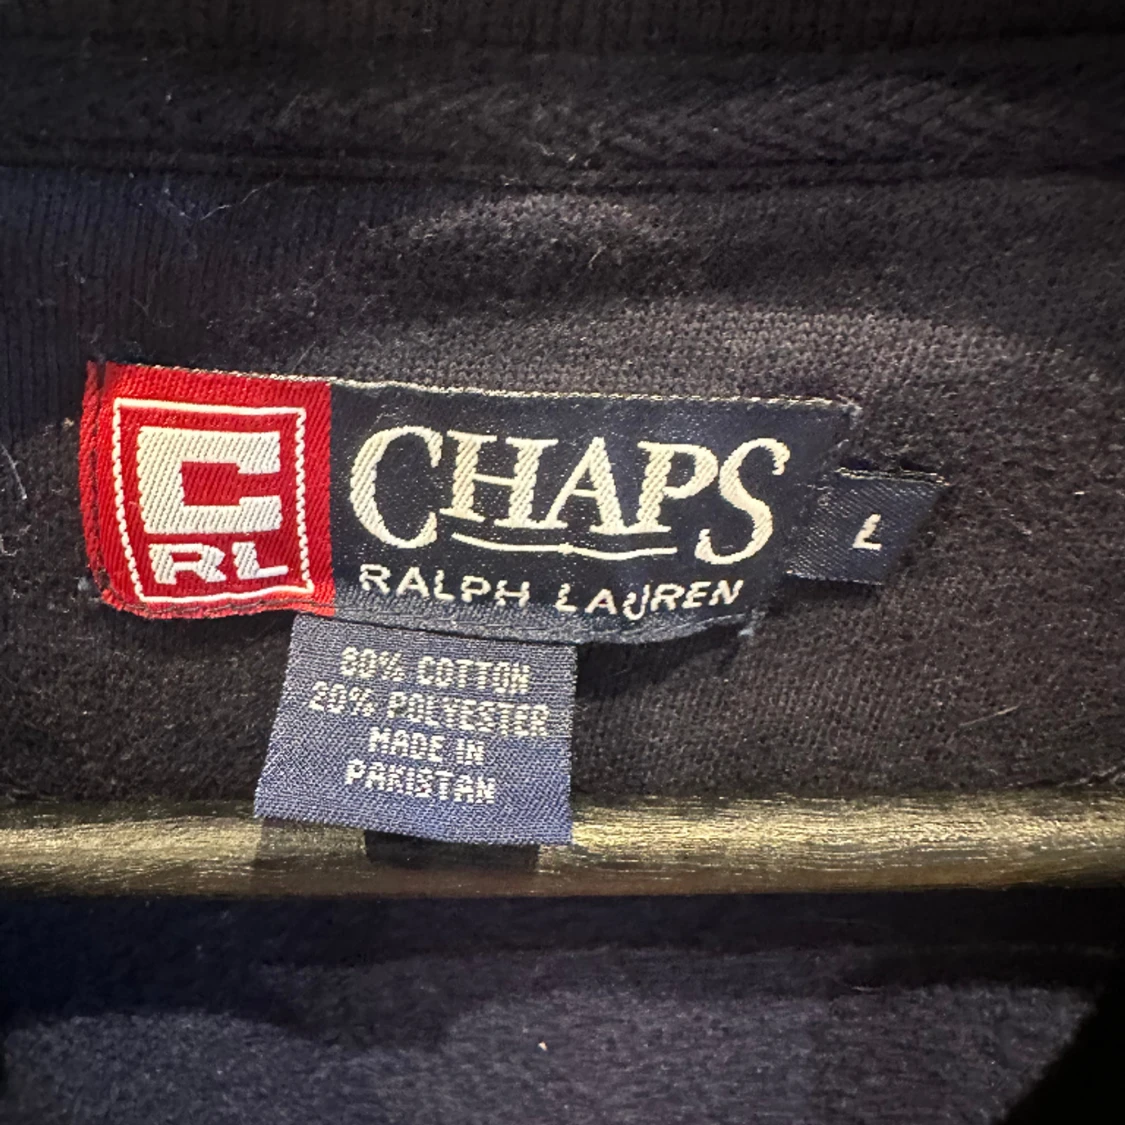 C
RL
CHAPS
RALPH LAUREN
L
80% COTTON
20% POLYESTER
MADE IN
PAKISTAN